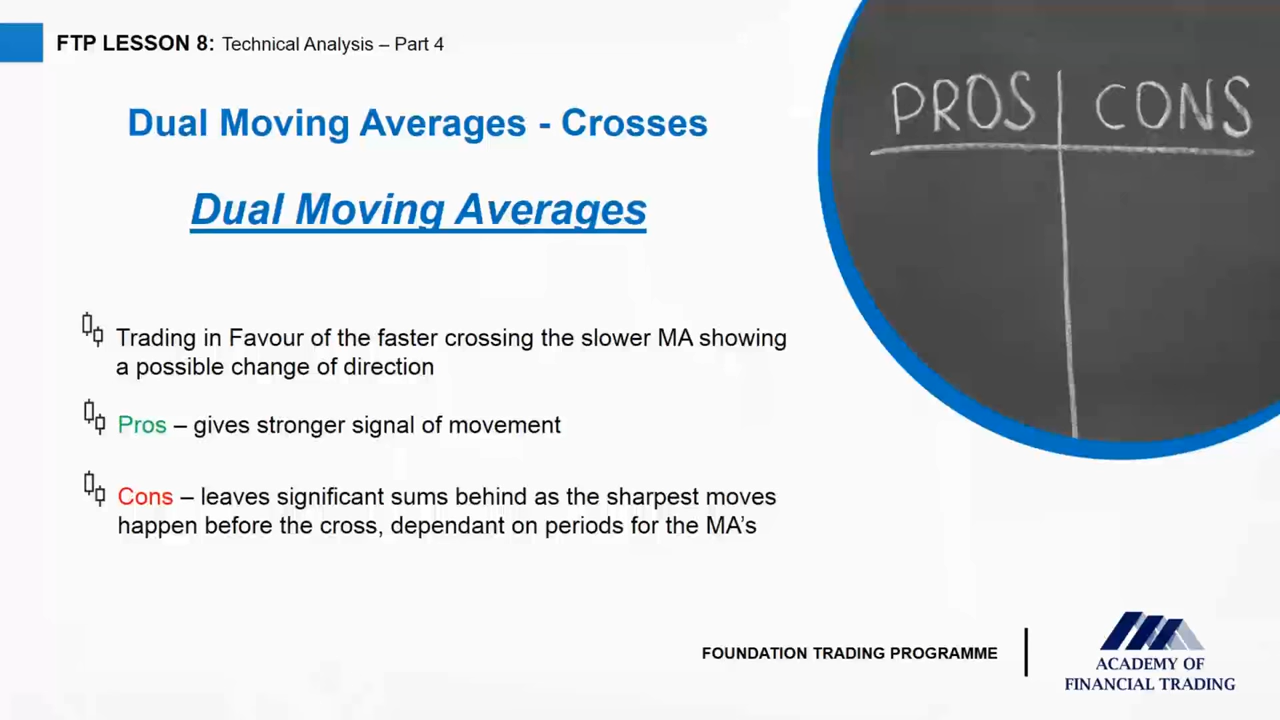 FTP LESSON 8: Technical Analysis – Part 4
PROS CONS
Dual Moving Averages - Crosses
Dual Moving Averages
Trading in Favour of the faster crossing the slower MA showing
a possible change of direction
Pros – gives stronger signal of movement
Cons – leaves significant sums behind as the sharpest moves
happen before the cross, dependant on periods for the MA’s
FOUNDATION TRADING PROGRAMME
ACADEMY OF
FINANCIAL TRADING